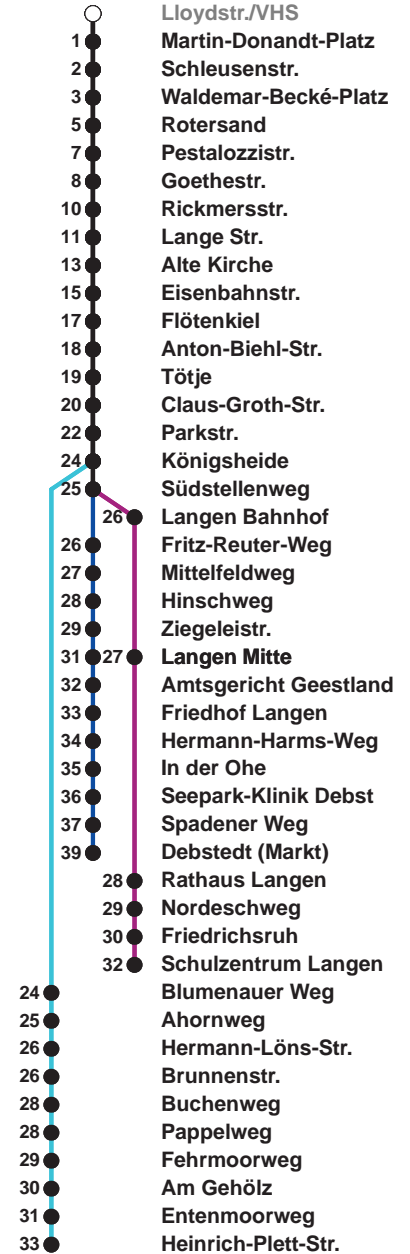 Lloydstr./VHS
1 Martin-Donandt-Platz
2 Schleusenstr.
3 Waldemar-Becké-Platz
5 Rotersand
7 Pestalozzistr.
8 Goethestr.
10 Rickmersstr.
11 Lange Str.
13 Alte Kirche
15 Eisenbahnstr.
17 Flötenkiel
18 Anton-Biehl-Str.
19 Tötje
20 Claus-Groth-Str.
22 Parkstr.
24 Königsheide
25 Südstellenweg
26 Langen Bahnhof
26 Fritz-Reuter-Weg
27 Mittelfeldweg
28 Hinschweg
29 Ziegeleistr.
31 27 Langen Mitte
32 Amtsgericht Geestland
33 Friedhof Langen
34 Hermann-Harms-Weg
35 In der Ohe
36 Seepark-Klinik Debst
37 Spadener Weg
39 Debstedt (Markt)
28 Rathaus Langen
29 Nordeschweg
30 Friedrichsruh
32 Schulzentrum Langen
24 Blumenauer Weg
25 Ahornweg
26 Hermann-Löns-Str.
26 Brunnenstr.
28 Buchenweg
28 Pappelweg
29 Fehrmoorweg
30 Am Gehölz
31 Entenmoorweg
33 Heinrich-Plett-Str.